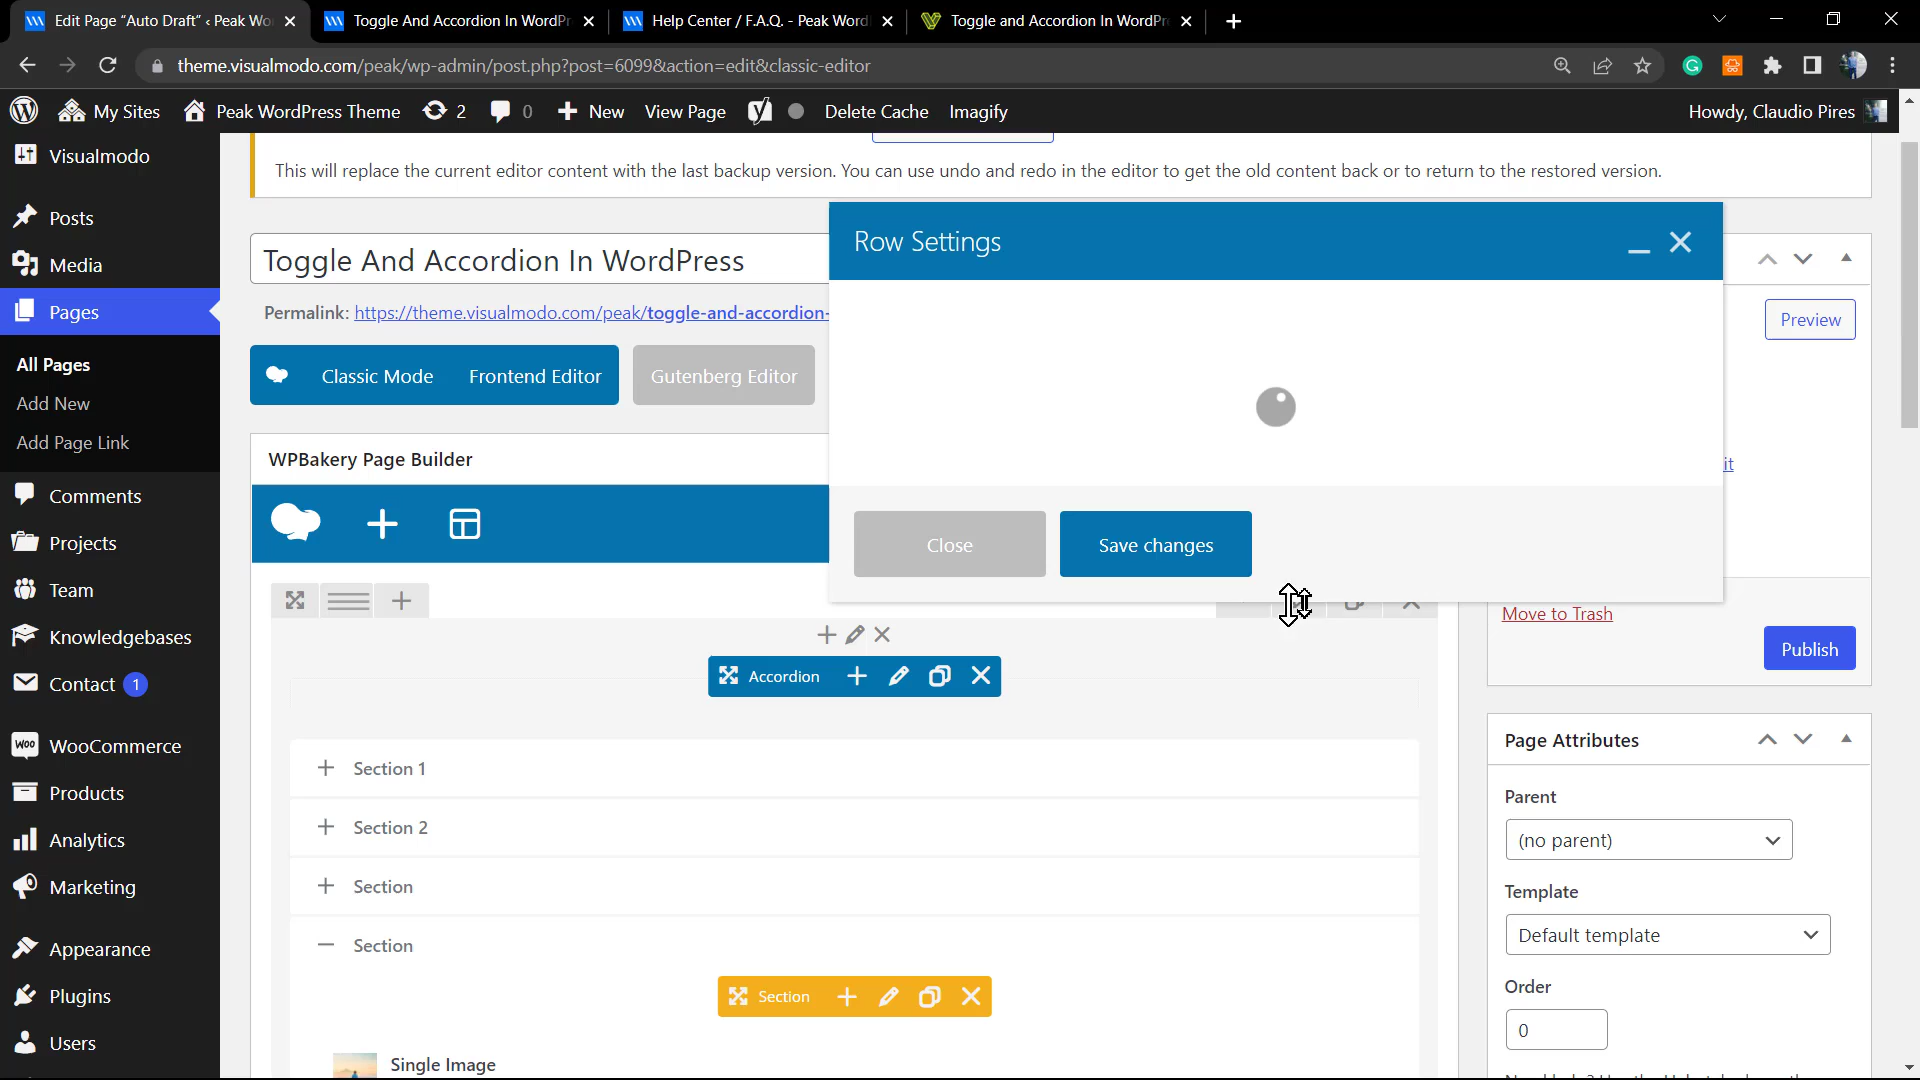 Edit Page “Auto Draft” ‹ Peak Wo
Toggle And Accordion In WordPr
Help Center / F.A.Q. - Peak Word
Toggle and Accordion In WordPr
theme.visualmodo.com/peak/wp-admin/post.php?post=6099&action=edit&classic-editor
My Sites
Peak WordPress Theme
2
0
New
View Page
Delete Cache
Imagify
Howdy, Claudio Pires
Visualmodo
Posts
Media
Pages
All Pages
Add New
Add Page Link
Comments
Projects
Team
Knowledgebases
Contact 1
WooCommerce
Products
Analytics
Marketing
Appearance
Plugins
Users
This will replace the current editor content with the last backup version. You can use undo and redo in the editor to get the old content back or to return to the restored version.
Toggle And Accordion In WordPress
Permalink: https://theme.visualmodo.com/peak/toggle-and-accordion-
Classic Mode
Frontend Editor
Gutenberg Editor
WPBakery Page Builder
Row Settings
Close
Save changes
Accordion
Section 1
Section 2
Section
Section
Section
Single Image
Preview
it
Move to Trash
Publish
Page Attributes
Parent
(no parent)
Template
Default template
Order
0